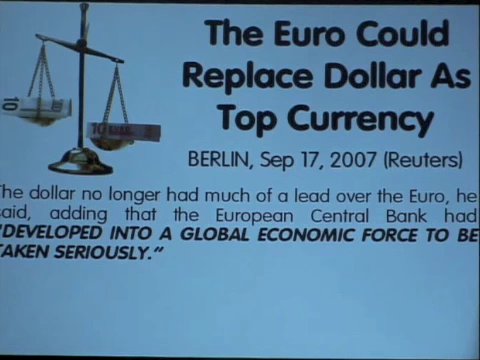 The Euro Could
Replace Dollar As
Top Currency
BERLIN, Sep 17, 2007 (Reuters)
The dollar no longer had much of a lead over the Euro, he
said, adding that the European Central Bank had
"DEVELOPED INTO A GLOBAL ECONOMIC FORCE TO BE
TAKEN SERIOUSLY."
10
10